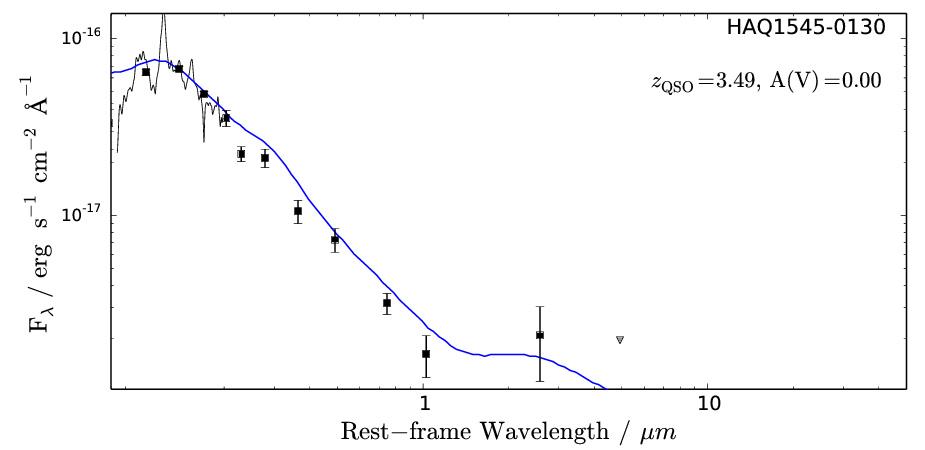 HAQ1545-0130
z_QSO=3.49, A(V)=0.00
10^-16
10^-17
F_λ / erg s^−1 cm^−2 Å^−1
1 10
Rest−frame Wavelength / μm